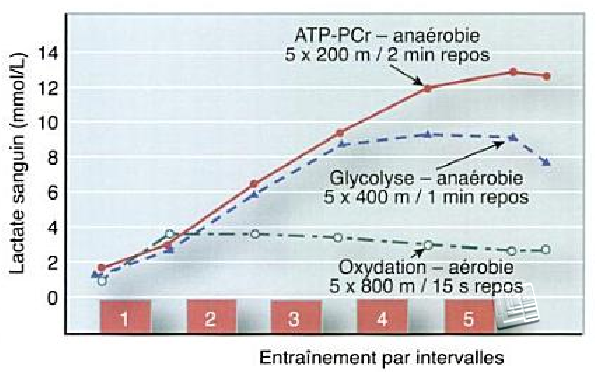 ATP-PCr – anaérobie
5 x 200 m / 2 min repos
14
12
10
8
6
4
2
0
Lactate sanguin (mmol/L)
Glycolyse – anaérobie
5 x 400 m / 1 min repos
Oxydation – aérobie
5 x 800 m / 15 s repos
1 2 3 4 5
Entraînement par intervalles